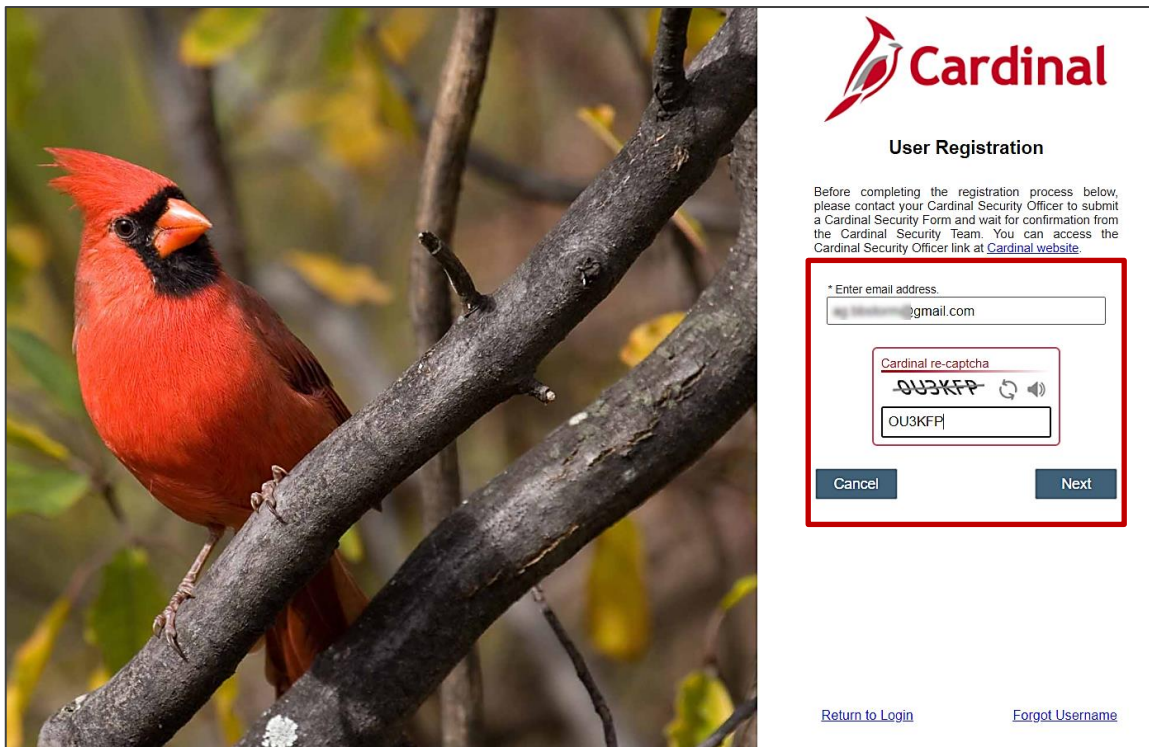 Cardinal
User Registration
Before completing the registration process below,
please contact your Cardinal Security Officer to submit
a Cardinal Security Form and wait for confirmation from
the Cardinal Security Team. You can access the
Cardinal Security Officer link at Cardinal website.
* Enter email address.
@gmail.com
Cardinal re-captcha
OU3KFP
OU3KFP
Cancel
Next
Return to Login
Forgot Username